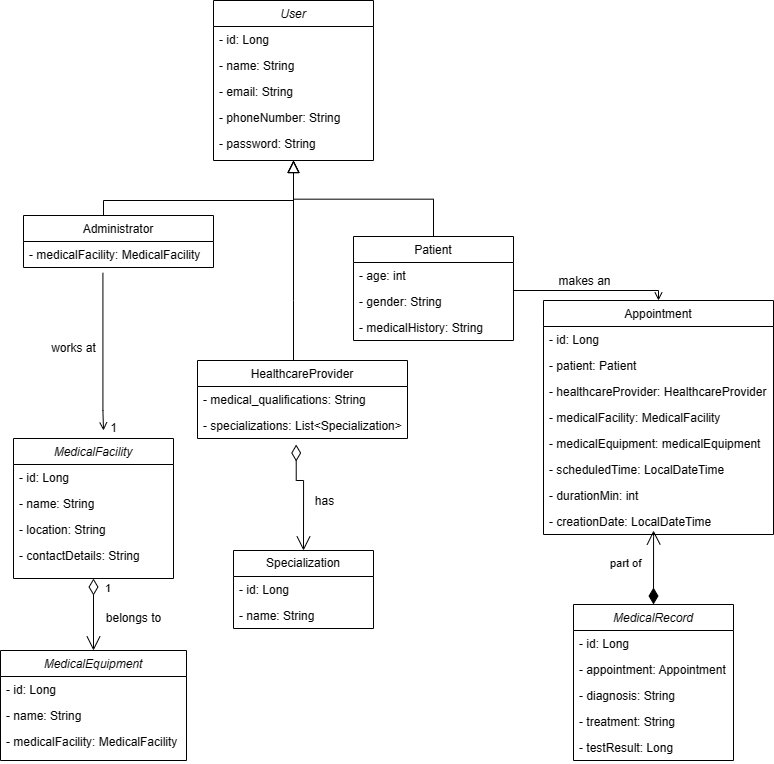 User
- id: Long
- name: String
- email: String
- phoneNumber: String
- password: String
Administrator
- medicalFacility: MedicalFacility
Patient
- age: int
- gender: String
- medicalHistory: String
makes an
Appointment
- id: Long
- patient: Patient
- healthcareProvider: HealthcareProvider
- medicalFacility: MedicalFacility
- medicalEquipment: medicalEquipment
- scheduledTime: LocalDateTime
- durationMin: int
- creationDate: LocalDateTime
works at
1
HealthcareProvider
- medical_qualifications: String
- specializations: List<Specialization>
MedicalFacility
- id: Long
- name: String
- location: String
- contactDetails: String
has
Specialization
- id: Long
- name: String
part of
1
belongs to
MedicalRecord
- id: Long
- appointment: Appointment
- diagnosis: String
- treatment: String
- testResult: Long
MedicalEquipment
- id: Long
- name: String
- medicalFacility: MedicalFacility